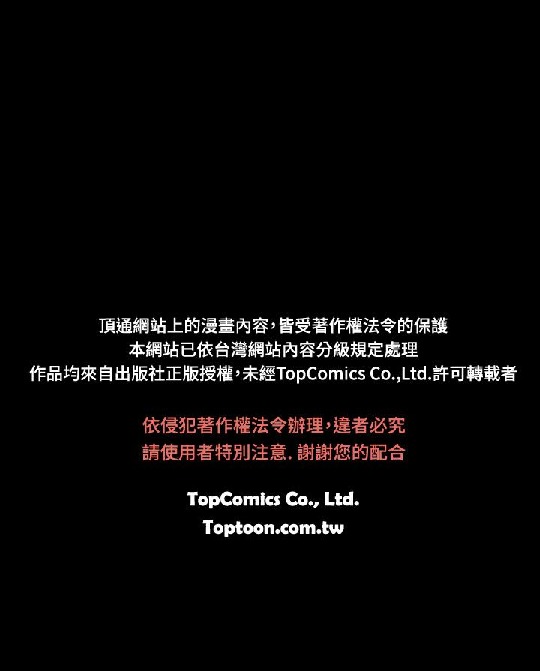 頂通網站上的漫畫內容,皆受著作權法令的保護
本網站已依台灣網站內容分級規定處理
作品均來自出版社正版授權,未經TopComics Co.,Ltd.許可轉載者
依侵犯著作權法令辦理,違者必究
請使用者特別注意. 謝謝您的配合
TopComics Co., Ltd.
Toptoon.com.tw